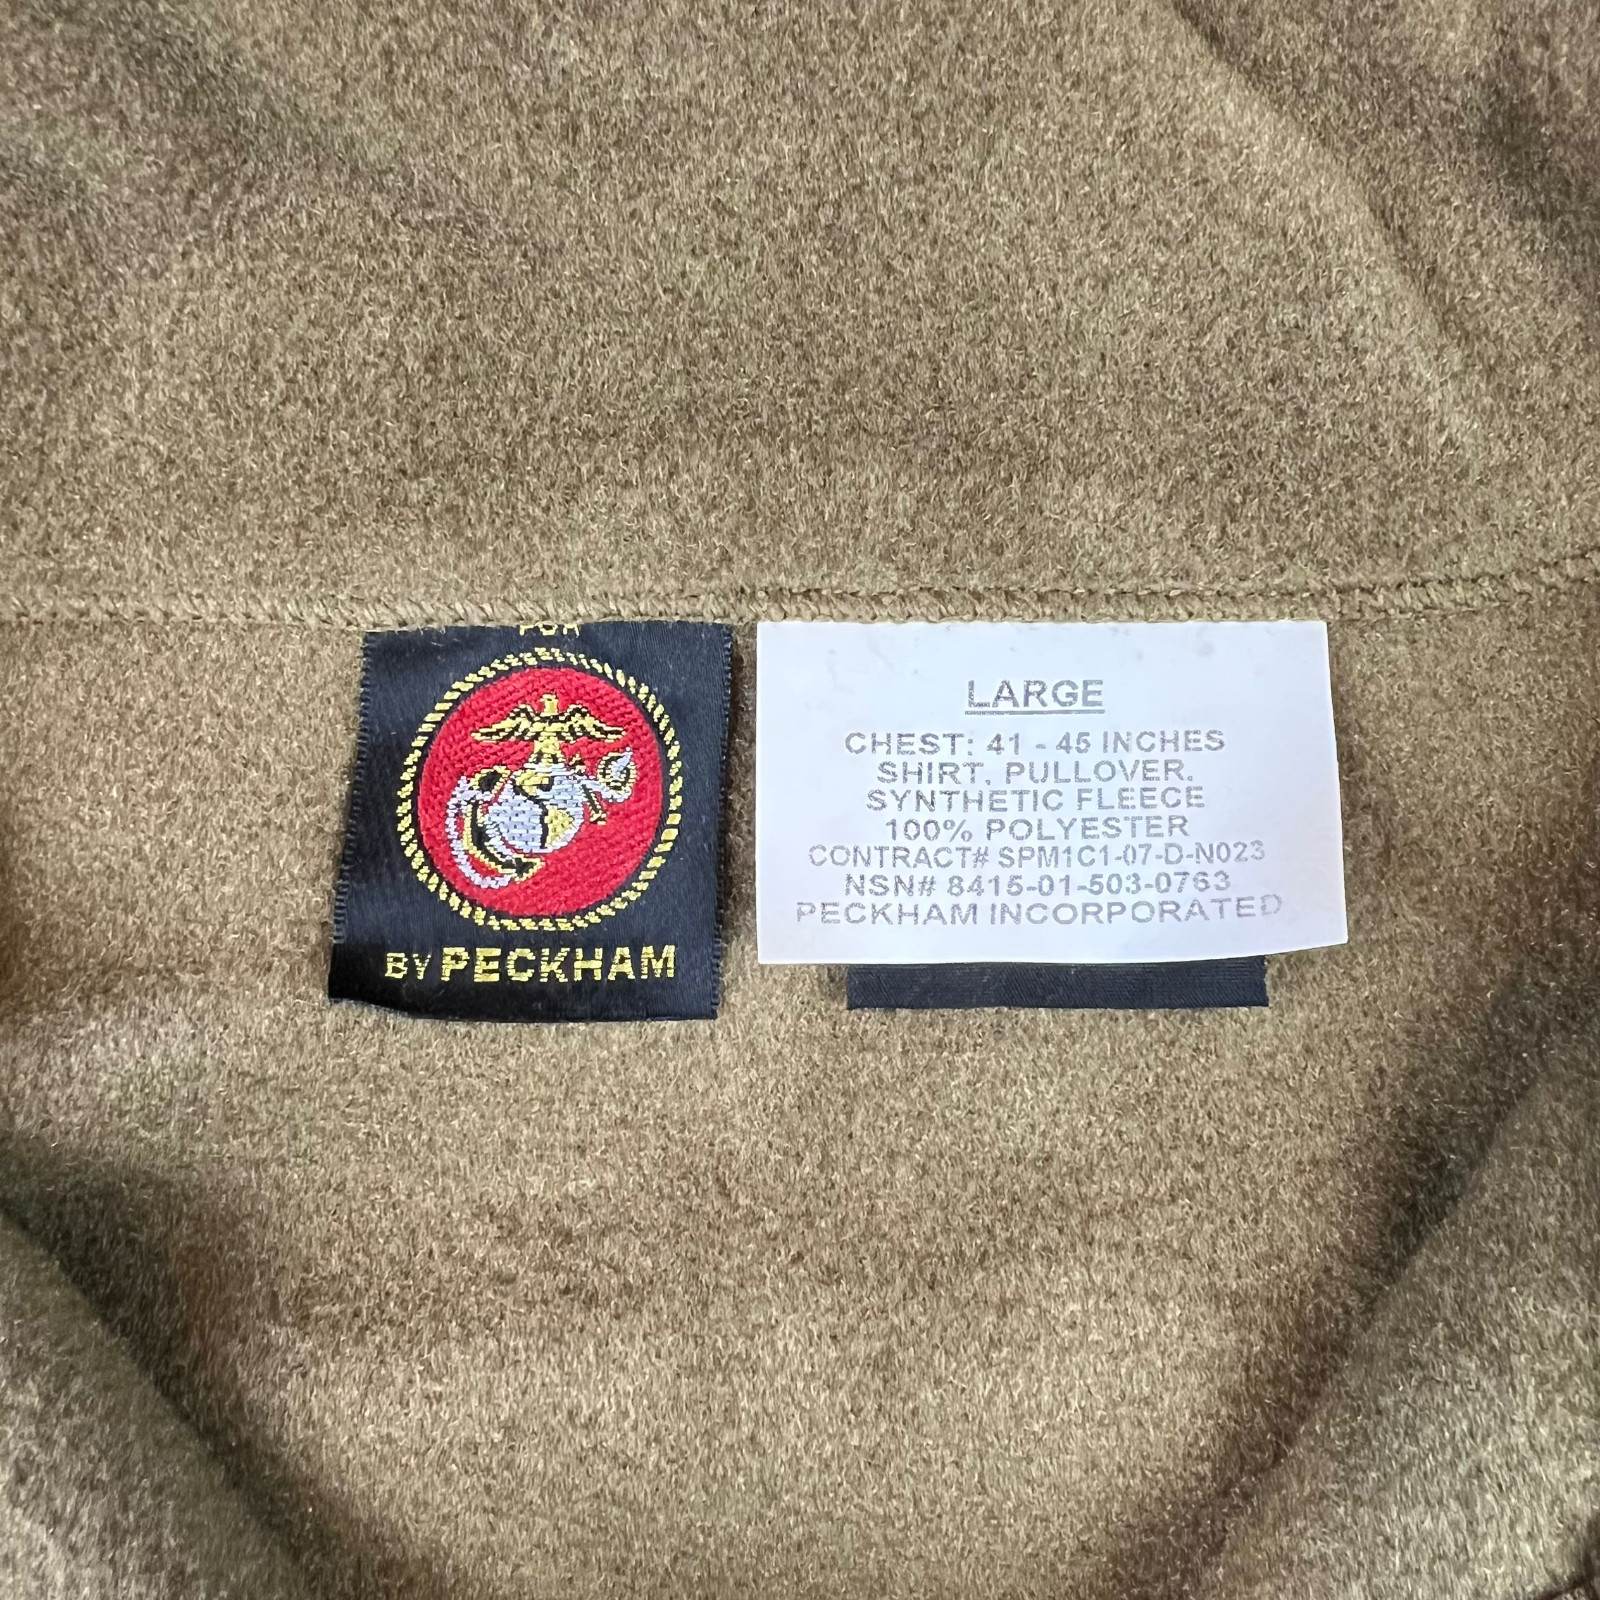 FOR
BY PECKHAM
LARGE
CHEST: 41 - 45 INCHES
SHIRT, PULLOVER,
SYNTHETIC FLEECE
100% POLYESTER
CONTRACT# SPM1C1-07-D-N023
NSN# 8415-01-503-0763
PECKHAM INCORPORATED